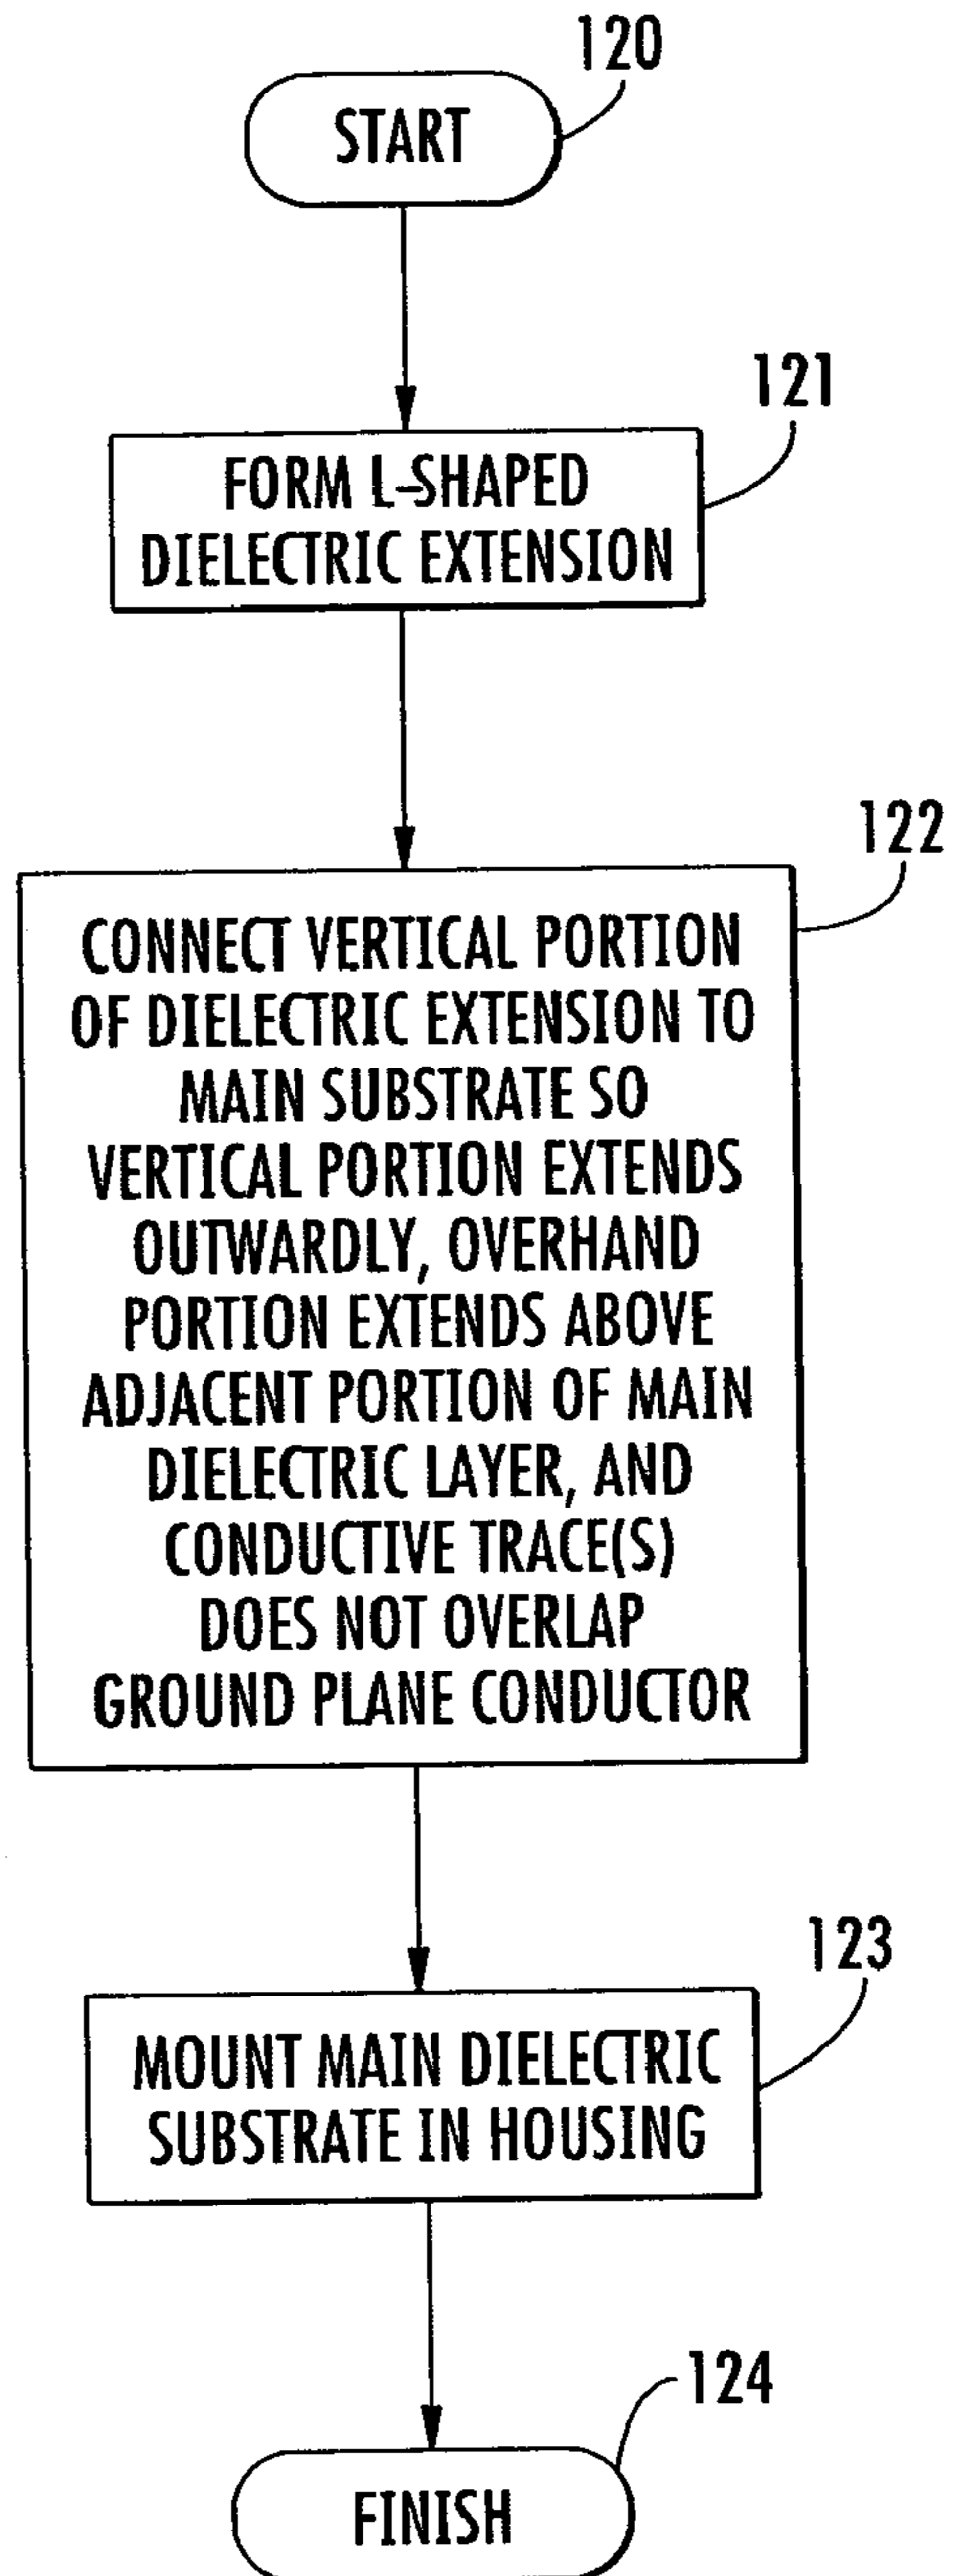 120
START
121
FORM L-SHAPED
DIELECTRIC EXTENSION
122
CONNECT VERTICAL PORTION
OF DIELECTRIC EXTENSION TO
MAIN SUBSTRATE SO
VERTICAL PORTION EXTENDS
OUTWARDLY, OVERHAND
PORTION EXTENDS ABOVE
ADJACENT PORTION OF MAIN
DIELECTRIC LAYER, AND
CONDUCTIVE TRACE(S)
DOES NOT OVERLAP
GROUND PLANE CONDUCTOR
123
MOUNT MAIN DIELECTRIC
SUBSTRATE IN HOUSING
124
FINISH